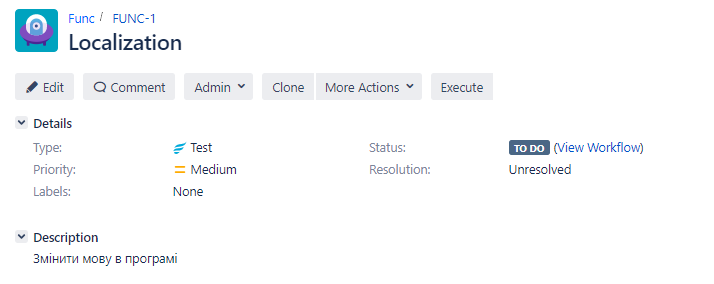 Func / FUNC-1
Localization
Edit Comment Admin Clone More Actions Execute
Details
Type: Test Status: TO DO (View Workflow)
Priority: Medium Resolution: Unresolved
Labels: None
Description
Змінити мову в програмі